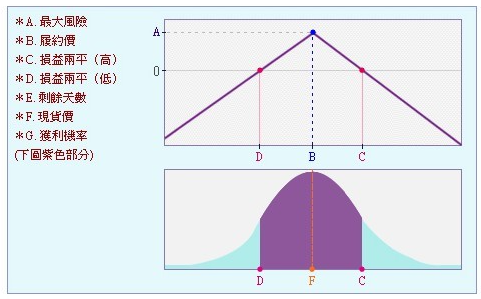 ＊A.最大風險
＊B.履約價
＊C.損益兩平（高）
＊D.損益兩平（低）
＊E.剩餘天數
＊F.現貨價
＊G.獲利機率
(下圖紫色部分)
A
0
D B C
D F C